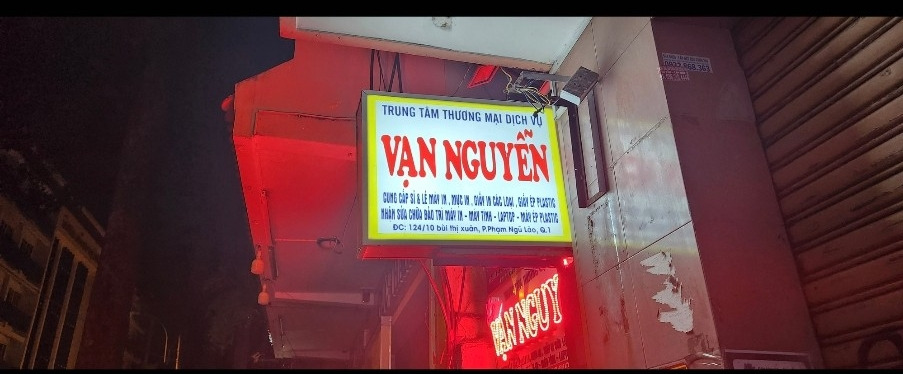 TRUNG TÂM THƯƠNG MẠI DỊCH VỤ
VẠN NGUYỄN
CUNG CẤP SỈ & LẺ MÁY IN , MỰC IN , GIẤY IN CÁC LOẠI , GIẤY ÉP PLASTIC
NHẬN SỬA CHỮA BẢO TRÌ MÁY IN - MÁY TÍNH - LAPTOP - MÁY ÉP PLASTIC
ĐC: 124/10 bùi thị xuân, P.Phạm Ngũ Lão, Q.1
VẠN NGUY